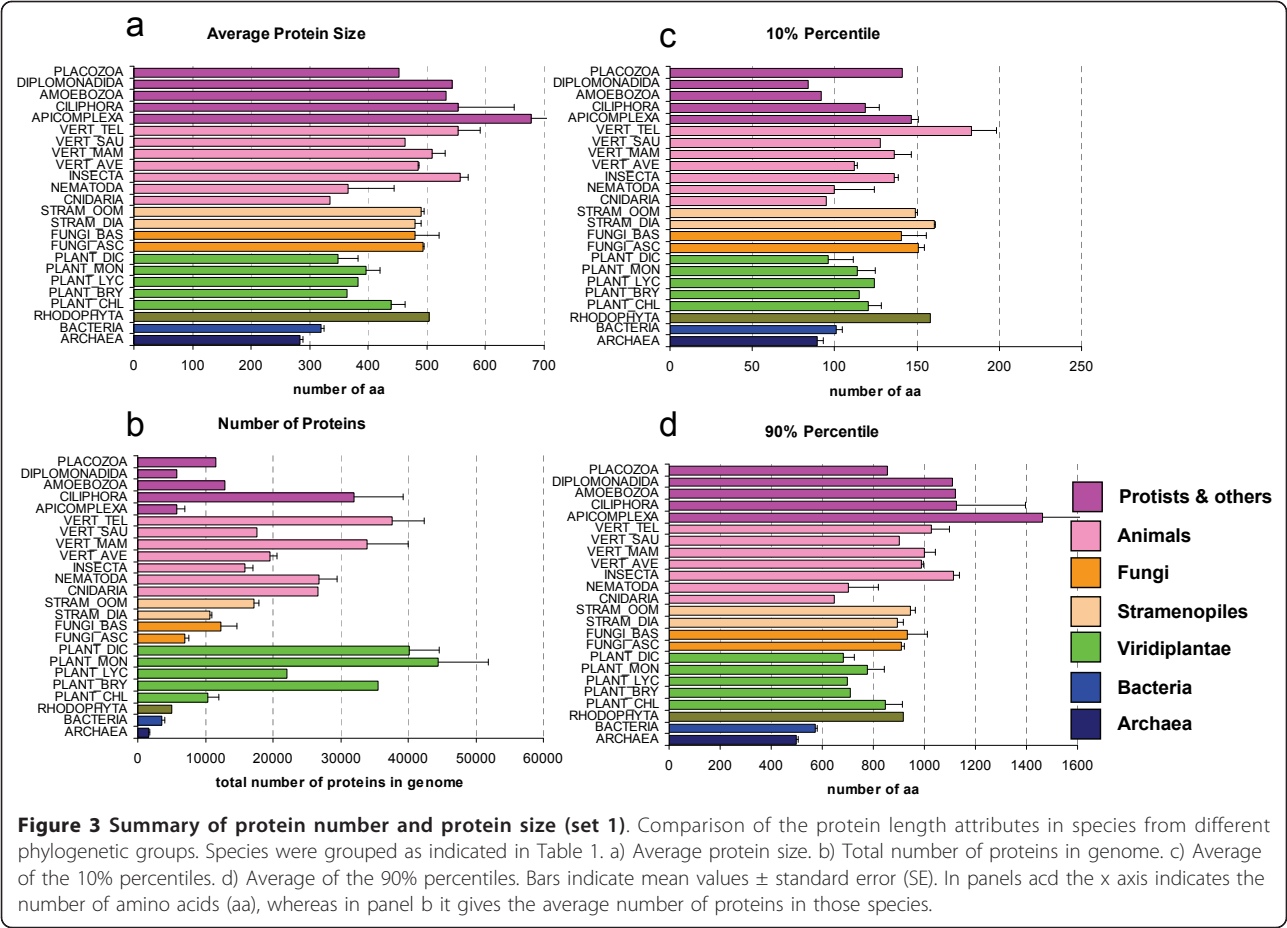 a
Average Protein Size
PLACOZOA
DIPLOMONADIDA
AMOEBOZOA
CILIPHORA
APICOMPLEXA
VERT_TEL
VERT_SAU
VERT_MAM
VERT_AVE
INSECTA
NEMATODA
CNIDARIA
STRAM_OOM
STRAM_DIA
FUNGI_BAS
FUNGI_ASC
PLANT_DIC
PLANT_MON
PLANT_LYC
PLANT_BRY
PLANT_CHL
RHODOPHYTA
BACTERIA
ARCHAEA
0 100 200 300 400 500 600 700
number of aa
c
10% Percentile
PLACOZOA
DIPLOMONADIDA
AMOEBOZOA
CILIPHORA
APICOMPLEXA
VERT_TEL
VERT_SAU
VERT_MAM
VERT_AVE
INSECTA
NEMATODA
CNIDARIA
STRAM_OOM
STRAM_DIA
FUNGI_BAS
FUNGI_ASC
PLANT_DIC
PLANT_MON
PLANT_LYC
PLANT_BRY
PLANT_CHL
RHODOPHYTA
BACTERIA
ARCHAEA
0 50 100 150 200 250
number of aa
b
Number of Proteins
PLACOZOA
DIPLOMONADIDA
AMOEBOZOA
CILIPHORA
APICOMPLEXA
VERT_TEL
VERT_SAU
VERT_MAM
VERT_AVE
INSECTA
NEMATODA
CNIDARIA
STRAM_OOM
STRAM_DIA
FUNGI_BAS
FUNGI_ASC
PLANT_DIC
PLANT_MON
PLANT_LYC
PLANT_BRY
PLANT_CHL
RHODOPHYTA
BACTERIA
ARCHAEA
0 10000 20000 30000 40000 50000 60000
total number of proteins in genome
d
90% Percentile
PLACOZOA
DIPLOMONADIDA
AMOEBOZOA
CILIPHORA
APICOMPLEXA
VERT_TEL
VERT_SAU
VERT_MAM
VERT_AVE
INSECTA
NEMATODA
CNIDARIA
STRAM_OOM
STRAM_DIA
FUNGI_BAS
FUNGI_ASC
PLANT_DIC
PLANT_MON
PLANT_LYC
PLANT_BRY
PLANT_CHL
RHODOPHYTA
BACTERIA
ARCHAEA
0 200 400 600 800 1000 1200 1400 1600
number of aa
Protists & others
Animals
Fungi
Stramenopiles
Viridiplantae
Bacteria
Archaea
Figure 3 Summary of protein number and protein size (set 1). Comparison of the protein length attributes in species from different
phylogenetic groups. Species were grouped as indicated in Table 1. a) Average protein size. b) Total number of proteins in genome. c) Average
of the 10% percentiles. d) Average of the 90% percentiles. Bars indicate mean values ± standard error (SE). In panels acd the x axis indicates the
number of amino acids (aa), whereas in panel b it gives the average number of proteins in those species.